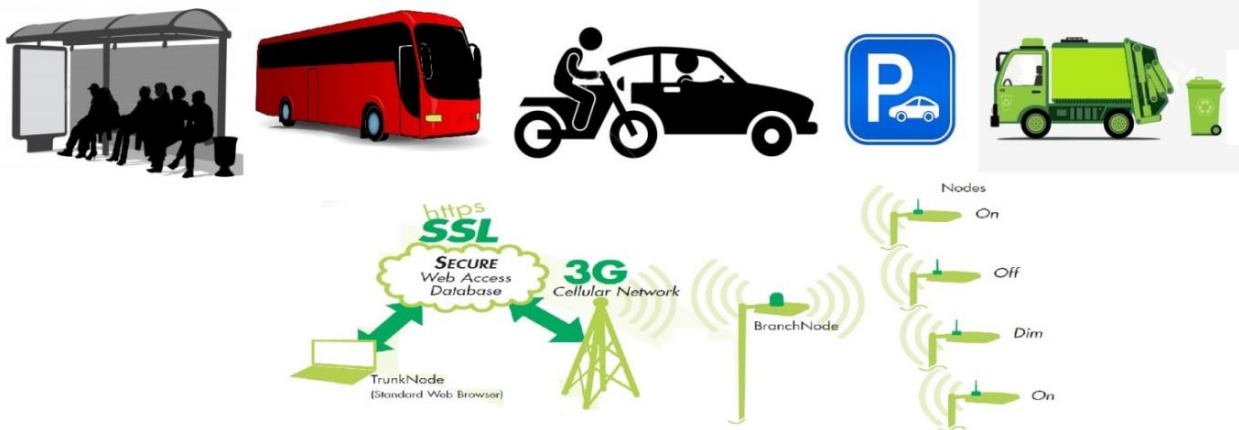 P
Nodes
On
https
SSL
SECURE
Web Access
Database
3G
Cellular Network
Off
BranchNode
Dim
TrunkNode
(Standard Web Browser)
On